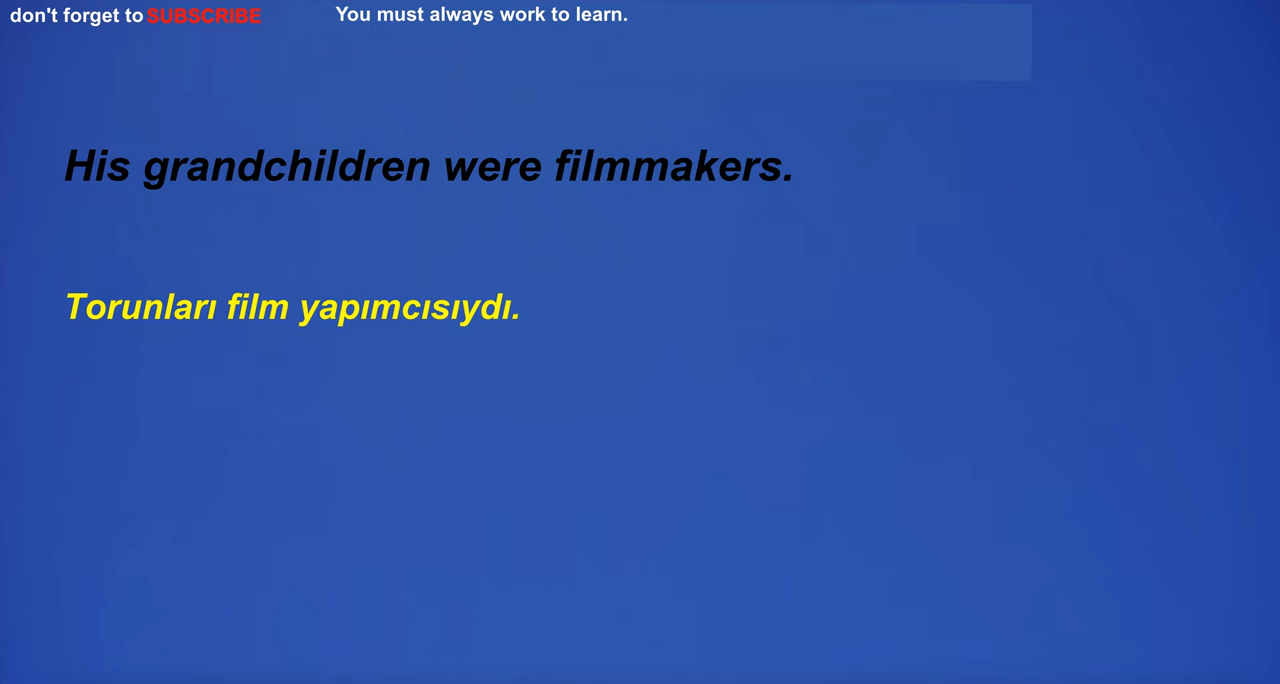 don't forget to SUBSCRIBE
You must always work to learn.
His grandchildren were filmmakers.
Torunları film yapımcısıydı.